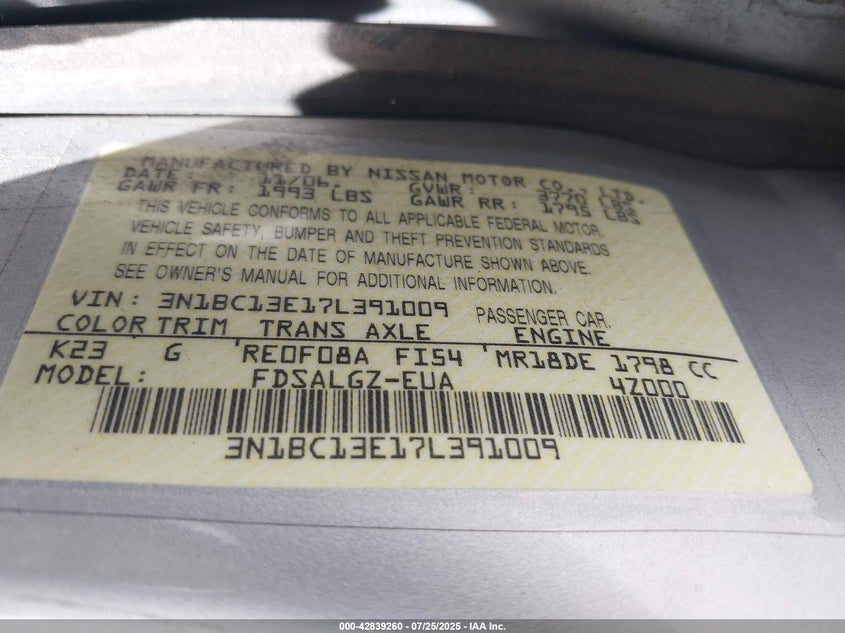 MANUFACTURED BY NISSAN MOTOR CO., LTD.
DATE: 11/06. GVWR: 3770 LBS
GAWR FR: 1993 LBS GAWR RR: 1795 LBS
THIS VEHICLE CONFORMS TO ALL APPLICABLE FEDERAL MOTOR
VEHICLE SAFETY, BUMPER AND THEFT PREVENTION STANDARDS
IN EFFECT ON THE DATE OF MANUFACTURE SHOWN ABOVE.
SEE OWNER'S MANUAL FOR ADDITIONAL INFORMATION.
VIN: 3N1BC13E17L391009 PASSENGER CAR.
COLOR TRIM TRANS AXLE ENGINE
K23 G RE0F08A FI54 MR18DE 1798 CC
MODEL: FDSALGZ-EUA 4Z000
3N1BC13E17L391009
000-42839260 - 07/25/2025 - IAA Inc.